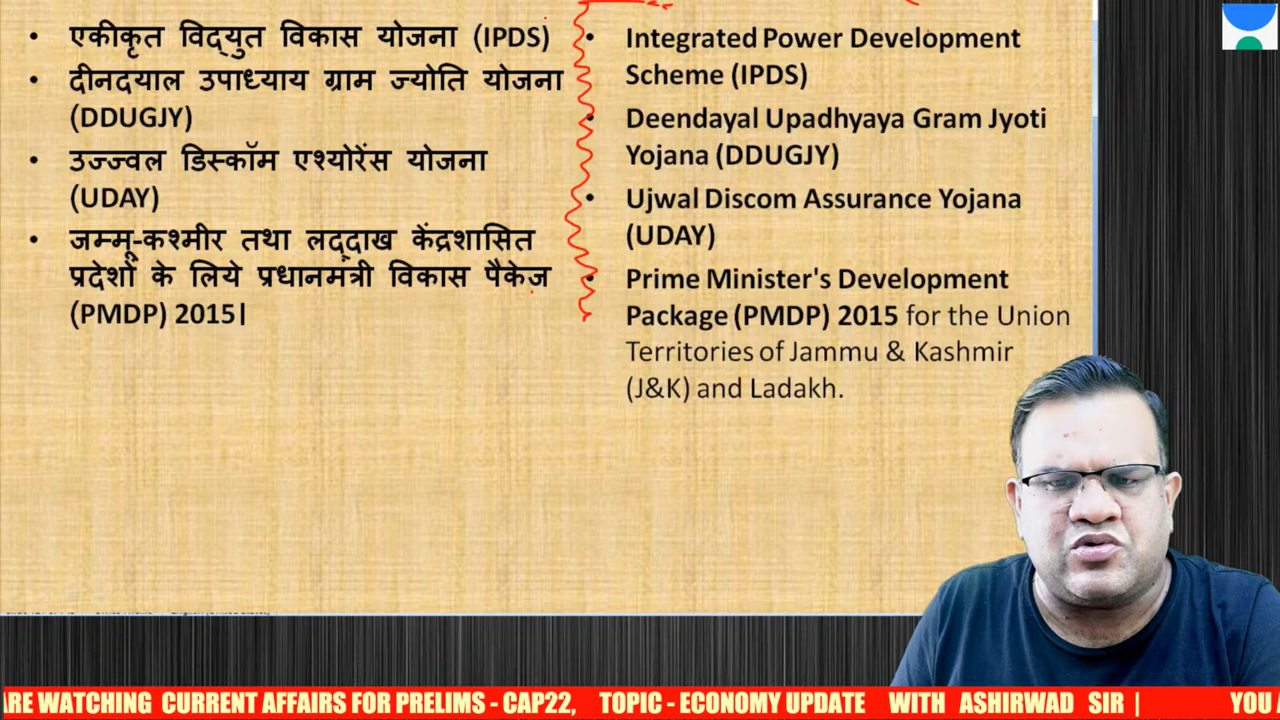 • एकीकृत विद्युत विकास योजना (IPDS)
• दीनदयाल उपाध्याय ग्राम ज्योति योजना
(DDUGJY)
• उज्ज्वल डिस्कॉम एश्योरेंस योजना
(UDAY)
• जम्मू-कश्मीर तथा लद्दाख केंद्रशासित
प्रदेशों के लिये प्रधानमंत्री विकास पैकेज
(PMDP) 2015|
• Integrated Power Development
Scheme (IPDS)
• Deendayal Upadhyaya Gram Jyoti
Yojana (DDUGJY)
• Ujwal Discom Assurance Yojana
(UDAY)
• Prime Minister's Development
Package (PMDP) 2015 for the Union
Territories of Jammu & Kashmir
(J&K) and Ladakh.
ARE WATCHING CURRENT AFFAIRS FOR PRELIMS - CAP22, TOPIC - ECONOMY UPDATE WITH ASHIRWAD SIR | YOU